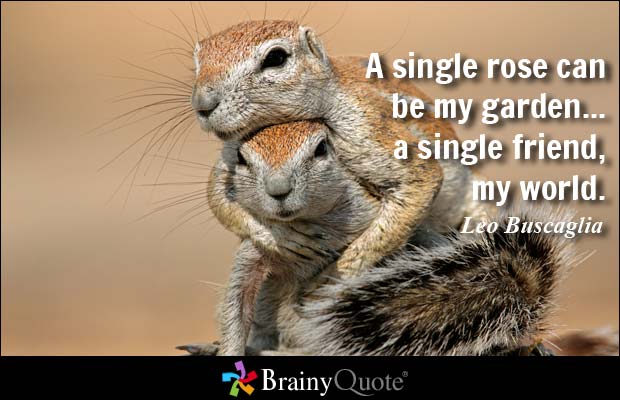 A single rose can
be my garden...
a single friend,
my world.
Leo Buscaglia
BrainyQuote®